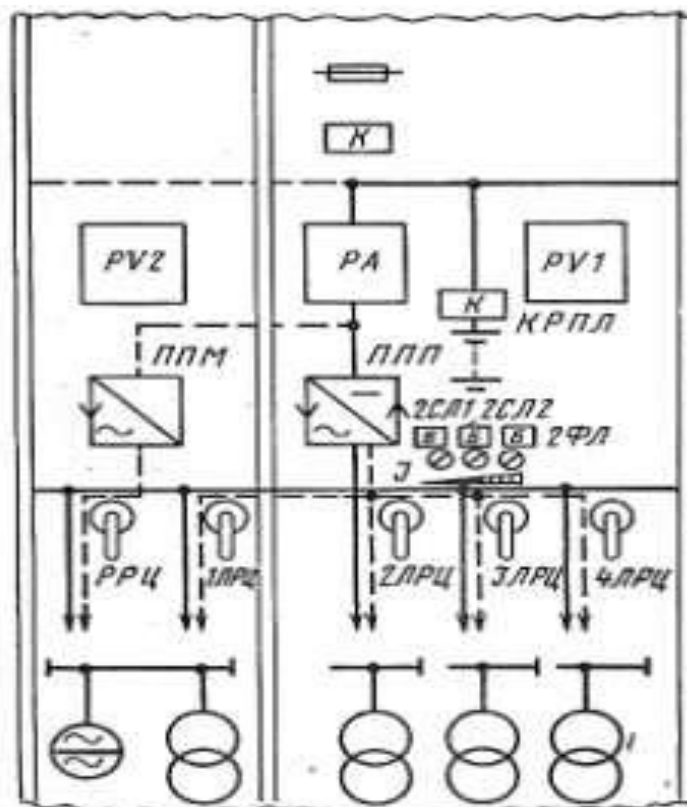 К
PV2
PA
PV1
К
КРПЛ
ППМ
ППП
2СЛ1 2СЛ2
Б Б
2ФЛ
J
РРЦ
1ЛРЦ
2ЛРЦ
3ЛРЦ
4ЛРЦ